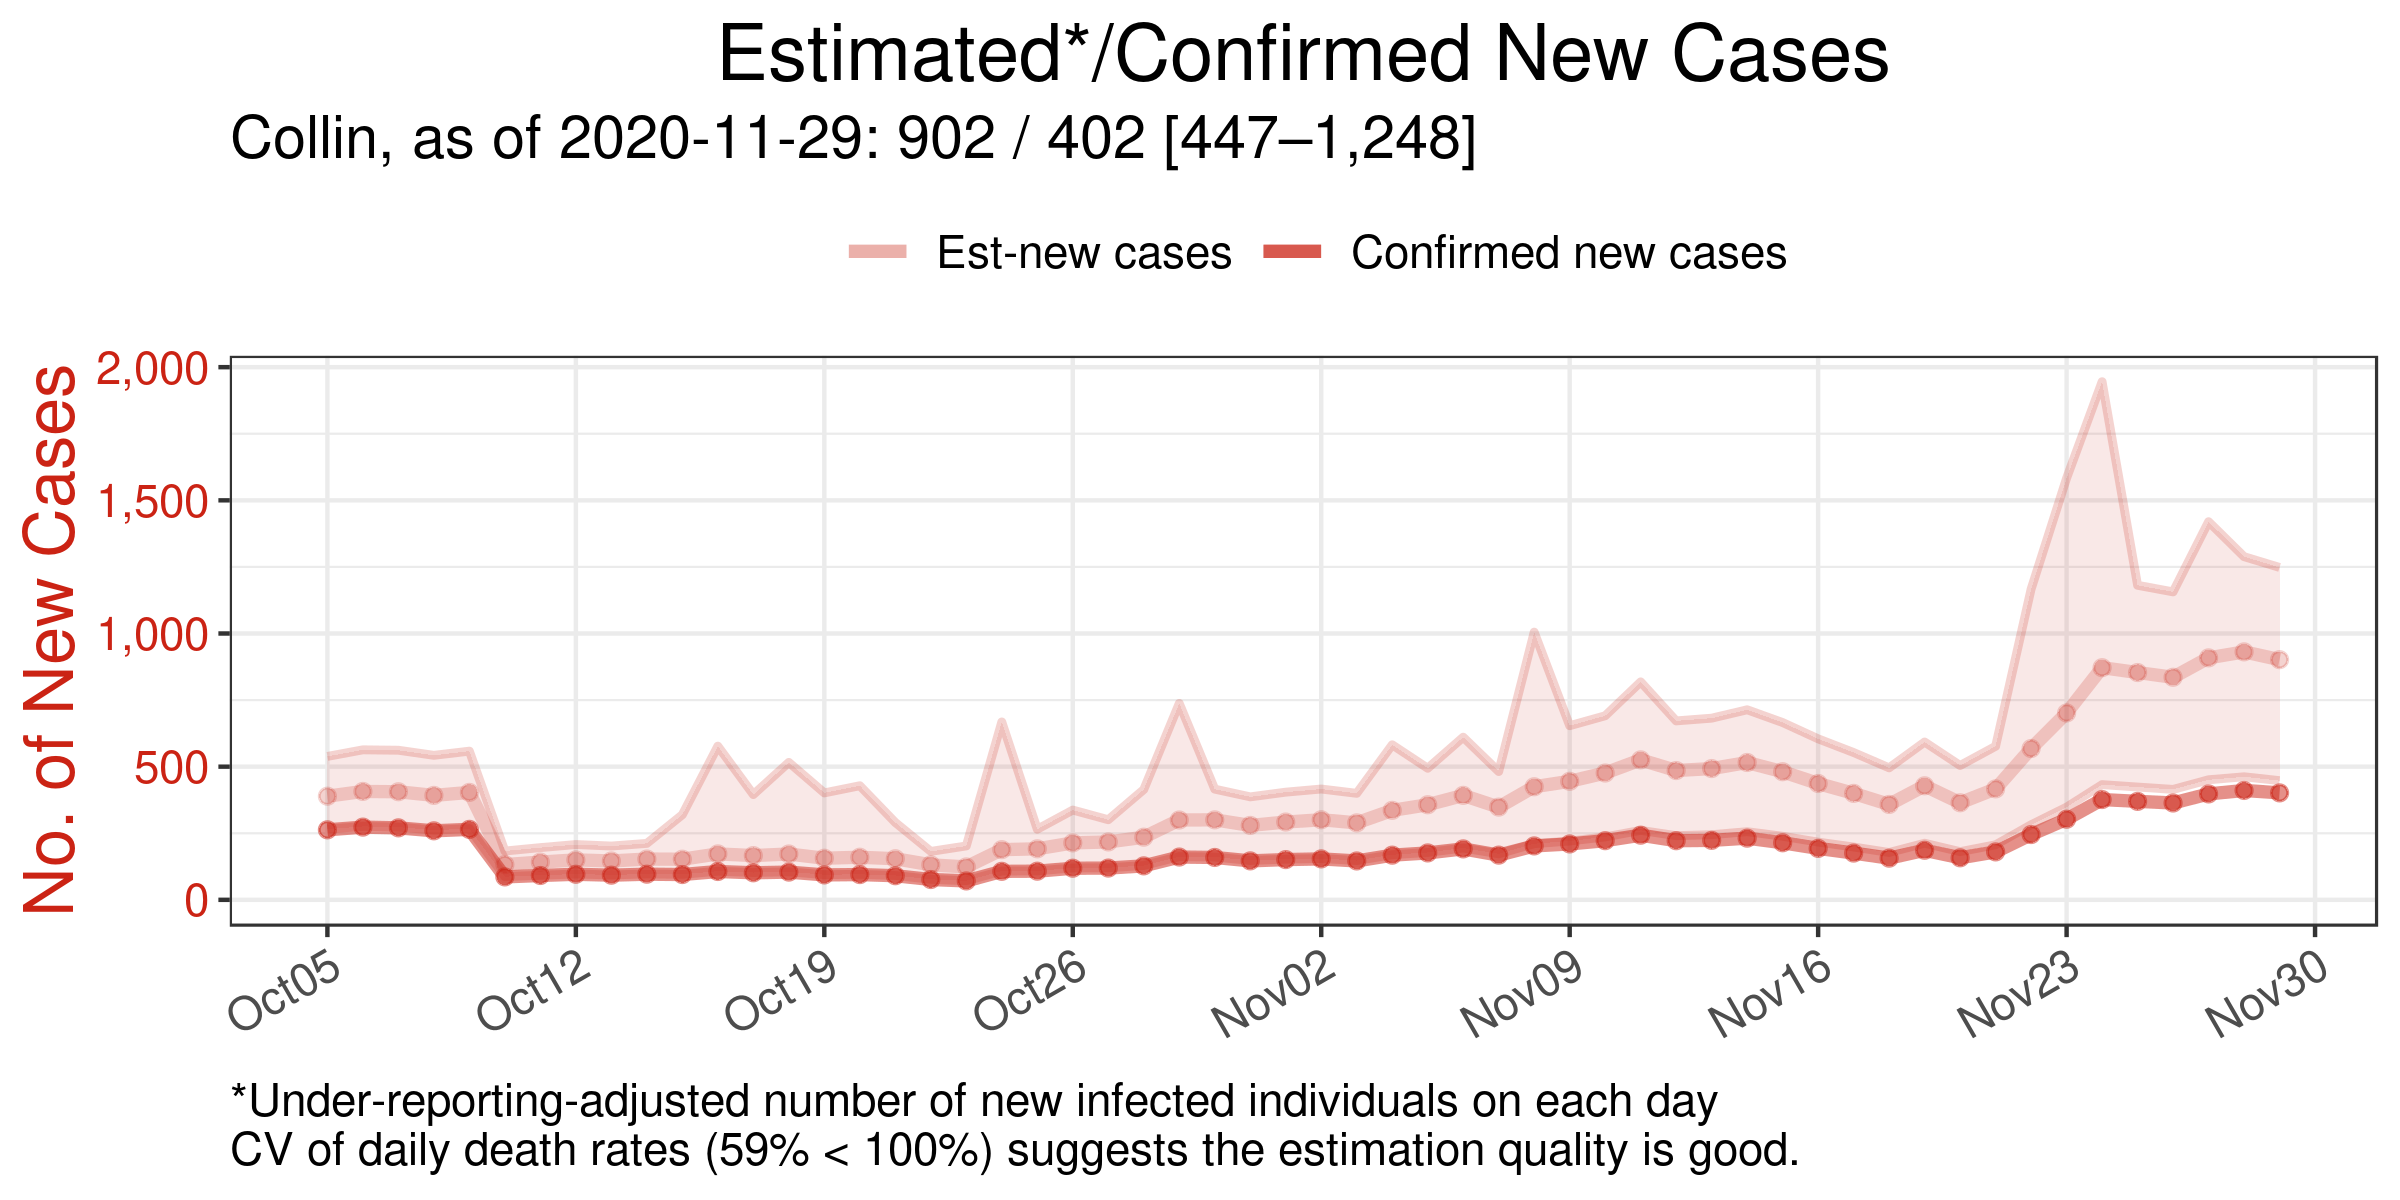 Estimated*/Confirmed New Cases
Collin, as of 2020-11-29: 902 / 402 [447–1,248]
Est-new cases
Confirmed new cases
No. of New Cases
2,000
1,500
1,000
500
0
Oct05
Oct12
Oct19
Oct26
Nov02
Nov09
Nov16
Nov23
Nov30
*Under-reporting-adjusted number of new infected individuals on each day
CV of daily death rates (59% < 100%) suggests the estimation quality is good.